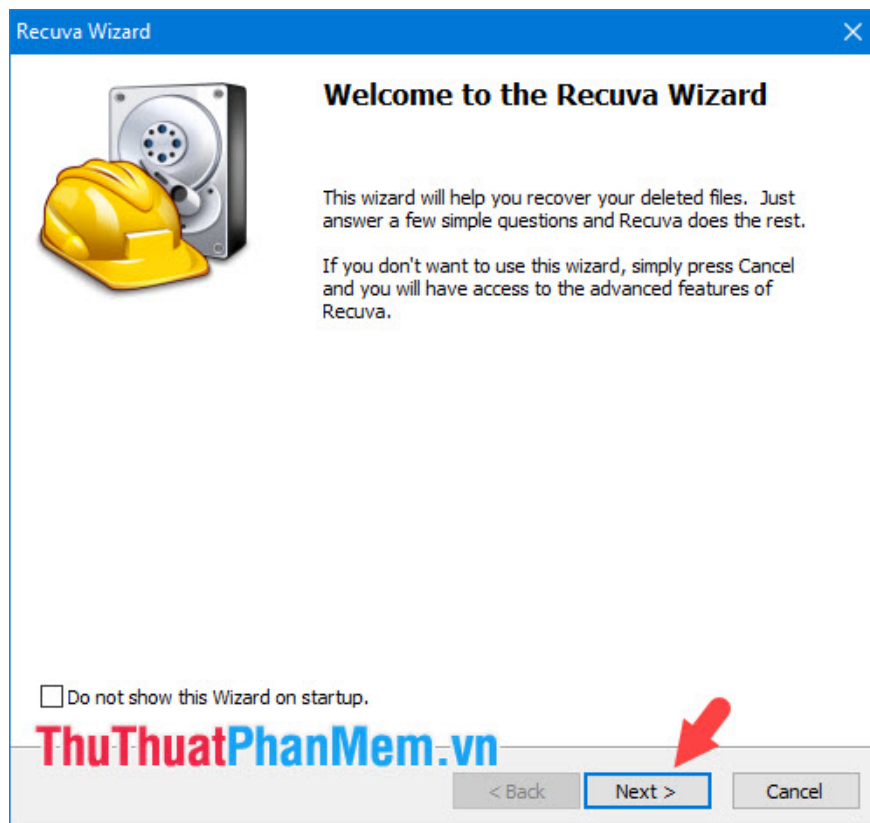 Recuva Wizard
Welcome to the Recuva Wizard
This wizard will help you recover your deleted files.  Just
answer a few simple questions and Recuva does the rest.
If you don't want to use this wizard, simply press Cancel
and you will have access to the advanced features of
Recuva.
Do not show this Wizard on startup.
ThuThuatPhanMem.vn
< Back
Next >
Cancel